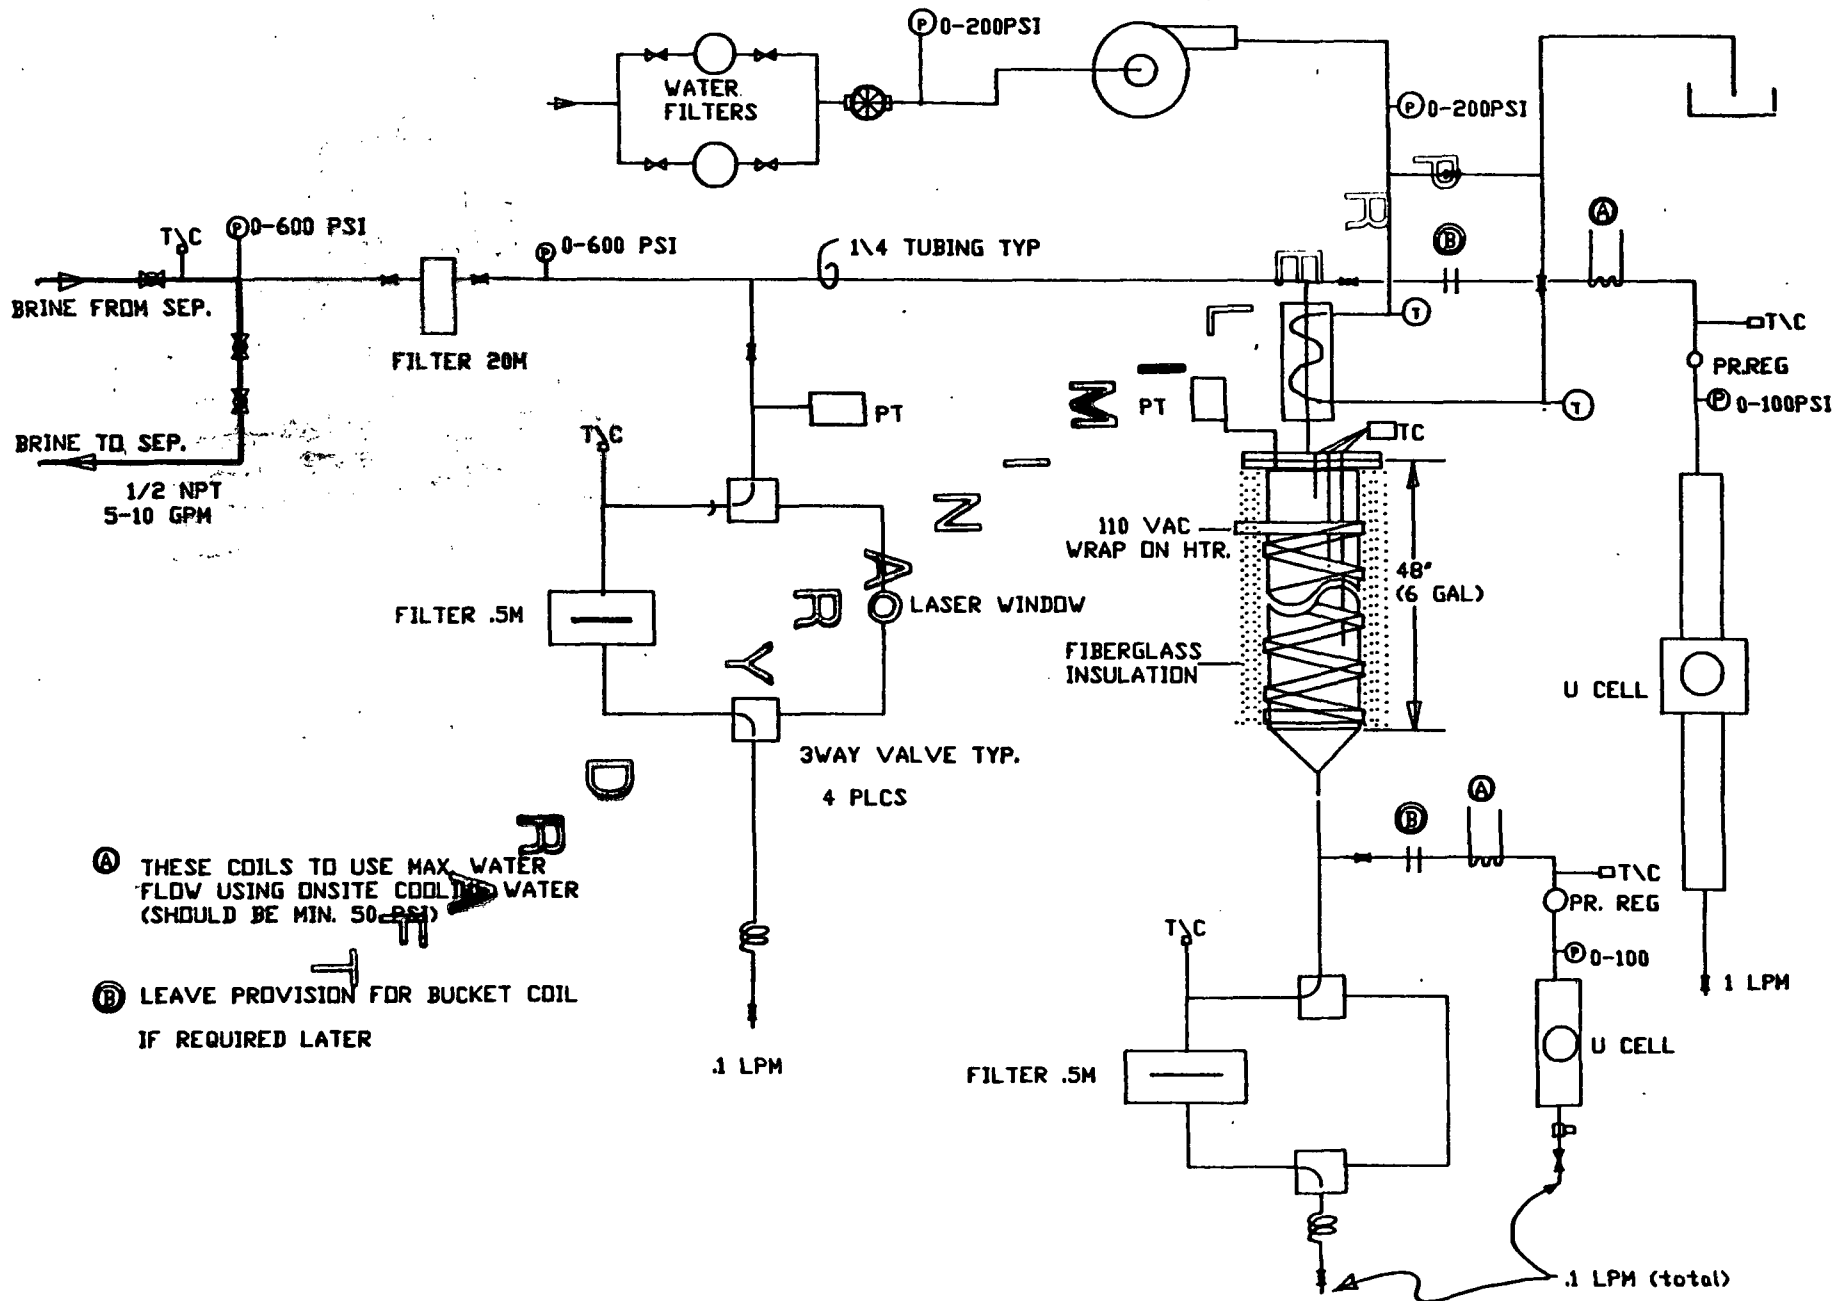 P 0-200PSI
WATER
FILTERS
P 0-200PSI
A
T\C
P 0-600 PSI
P 0-600 PSI
1\4 TUBING TYP
B
BRINE FROM SEP.
T
T\C
FILTER 20M
PR.REG
P 0-100PSI
PT
PT
T
T\C
TC
BRINE TO SEP.
1/2 NPT
5-10 GPM
110 VAC
WRAP ON HTR.
48"
(6 GAL)
FILTER .5M
LASER WINDOW
FIBERGLASS
INSULATION
U CELL
3WAY VALVE TYP.
4 PLCS
A
B
A THESE COILS TO USE MAX. WATER
FLOW USING ONSITE COOLING WATER
(SHOULD BE MIN. 50 PSI)
T\C
PR. REG
T\C
P 0-100
B LEAVE PROVISION FOR BUCKET COIL
IF REQUIRED LATER
1 LPM
U CELL
.1 LPM
FILTER .5M
.1 LPM (total)
PRELIMINARY DRAFT